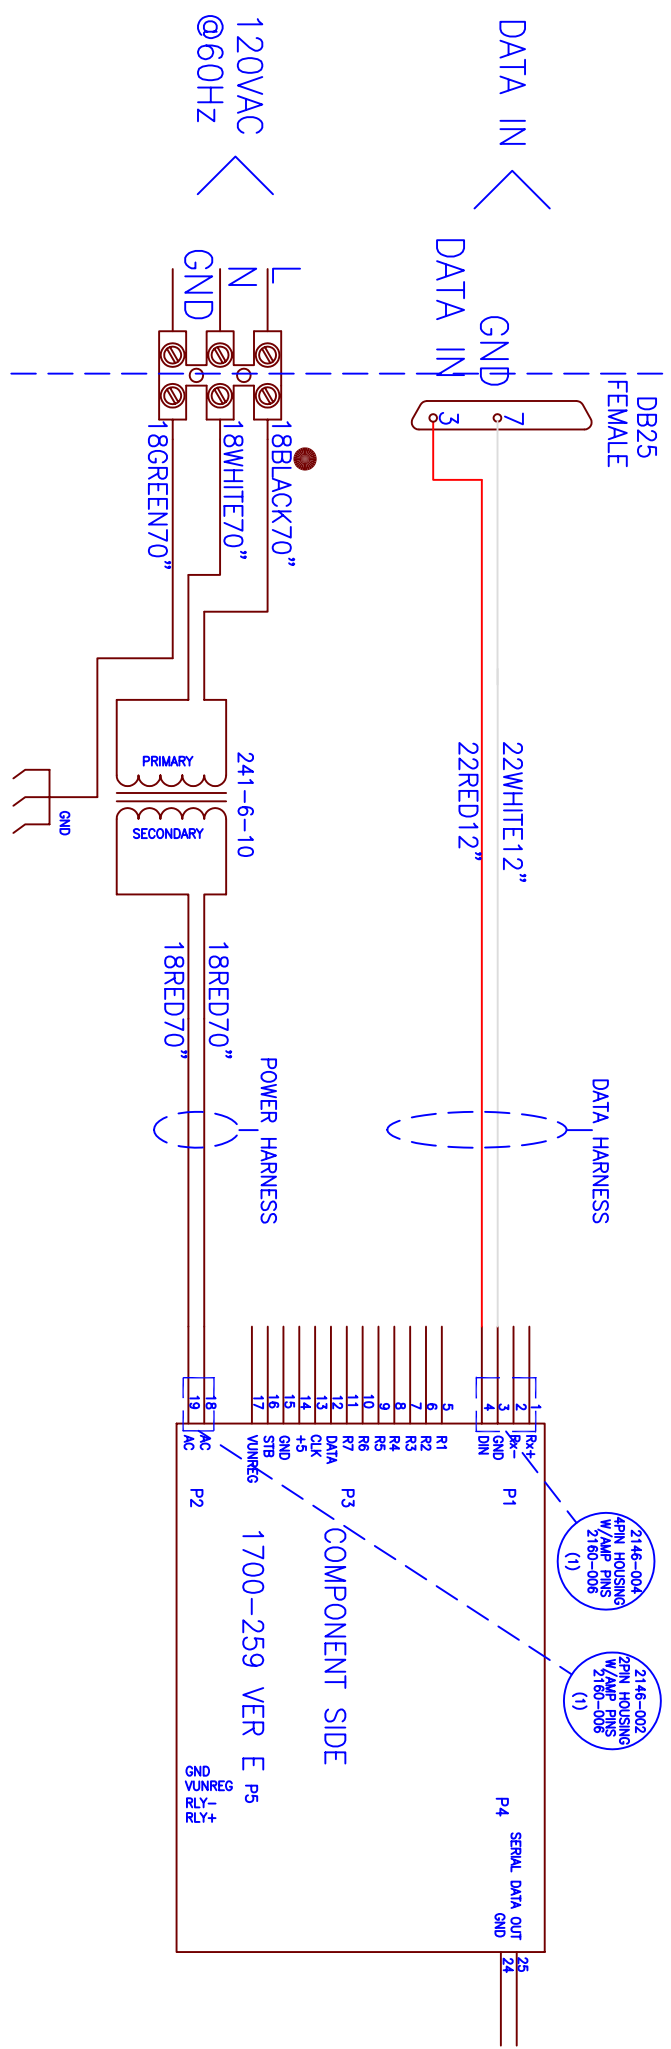 DATA IN
120VAC
@60Hz
DATA IN
GND
L
N
GND
DB25
FEMALE
7
3
18BLACK70"
18WHITE70"
18GREEN70"
22WHITE12"
22RED12"
241-6-10
PRIMARY
SECONDARY
GND
18RED70"
18RED70"
DATA HARNESS
POWER HARNESS
1 Rx+
2 Rx-
3 GND
4 DIN
5 R1
6 R2
7 R3
8 R4
9 R5
10 R6
11 R7
12 DATA
13 CLK
14 +5
15 GND
16 STB
17 VUNREG
18 AC
19 AC
P1
P3
P2
2146-004
4PIN HOUSING
W/AMP PINS
2160-006
(1)
2146-002
2PIN HOUSING
W/AMP PINS
2160-006
(1)
COMPONENT SIDE
1700-259 VER E
P5
GND
VUNREG
RLY-
RLY+
P4
SERIAL DATA OUT
GND
25
24